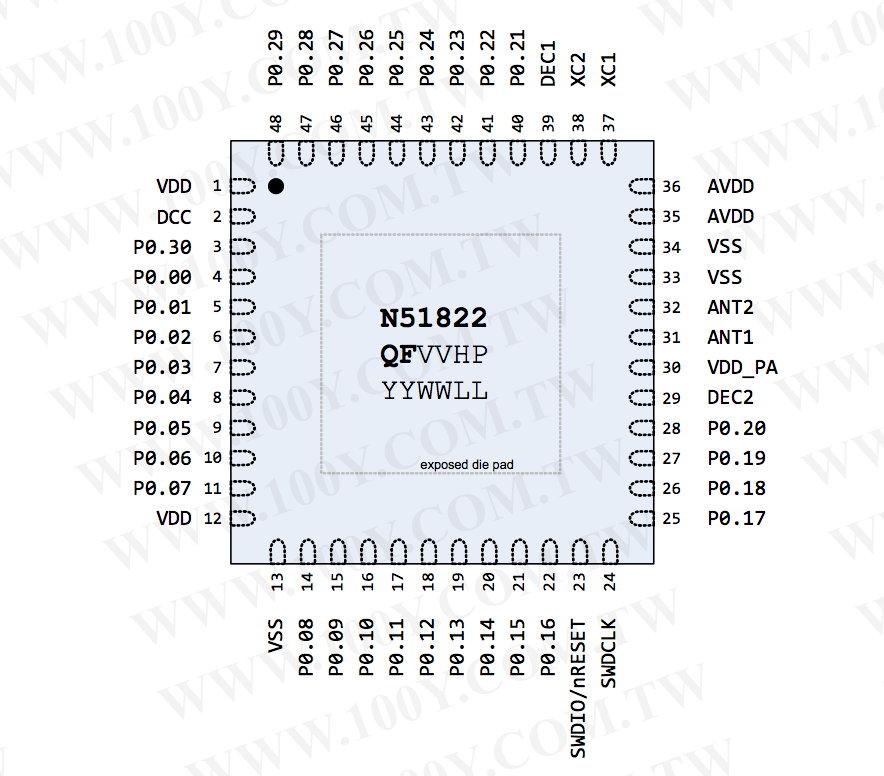 P0.29
P0.28
P0.27
P0.26
P0.25
P0.24
P0.23
P0.22
P0.21
DEC1
XC2
XC1
48
47
46
45
44
43
42
41
40
39
38
37
VDD 1
DCC 2
P0.30 3
P0.00 4
P0.01 5
P0.02 6
P0.03 7
P0.04 8
P0.05 9
P0.06 10
P0.07 11
VDD 12
N51822
QFVVHP
YYWWLL
exposed die pad
36 AVDD
35 AVDD
34 VSS
33 VSS
32 ANT2
31 ANT1
30 VDD_PA
29 DEC2
28 P0.20
27 P0.19
26 P0.18
25 P0.17
13
14
15
16
17
18
19
20
21
22
23
24
VSS
P0.08
P0.09
P0.10
P0.11
P0.12
P0.13
P0.14
P0.15
P0.16
SWDIO/nRESET
SWDCLK
WWW.100Y.COM.TW